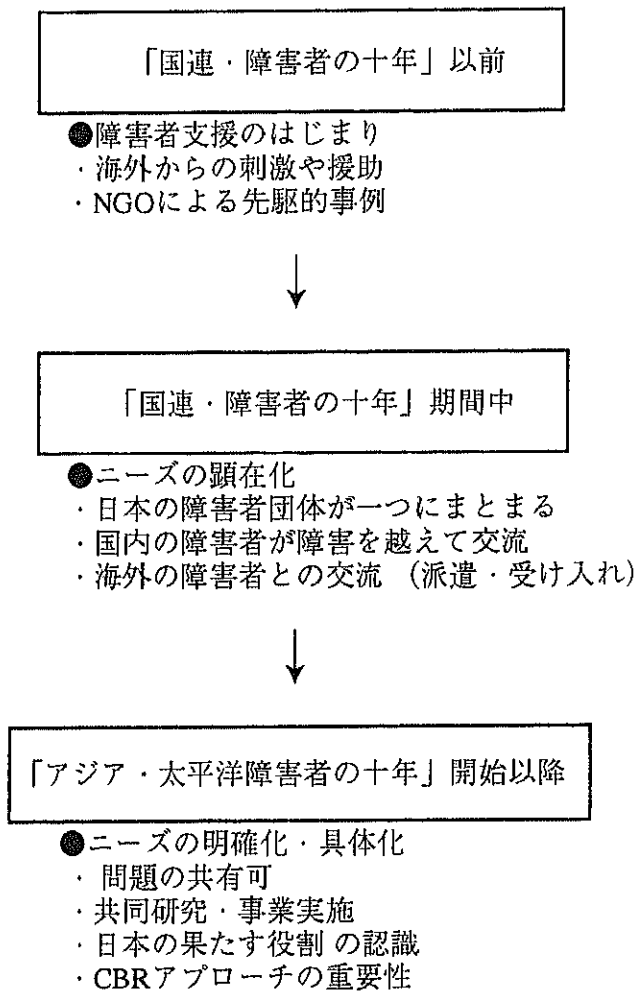 「国連・障害者の十年」以前
●障害者支援のはじまり
・海外からの刺激や援助
・NGOによる先駆的事例
「国連・障害者の十年」期間中
●ニーズの顕在化
・日本の障害者団体が一つにまとまる
・国内の障害者が障害を越えて交流
・海外の障害者との交流（派遣・受け入れ）
「アジア・太平洋障害者の十年」開始以降
●ニーズの明確化・具体化
・問題の共有可
・共同研究・事業実施
・日本の果たす役割の認識
・CBRアプローチの重要性